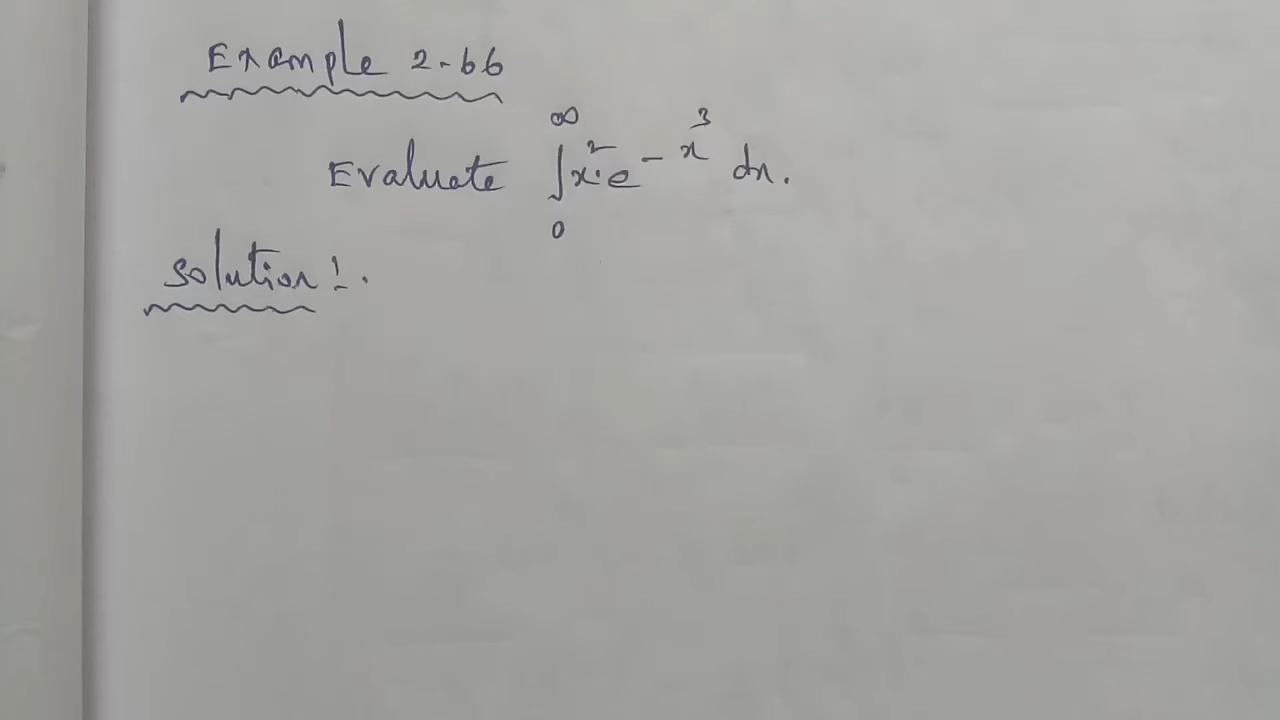 Example 2.66
Evaluate ∫₀^∞ x².e^(-x³) dx.
Solution :.